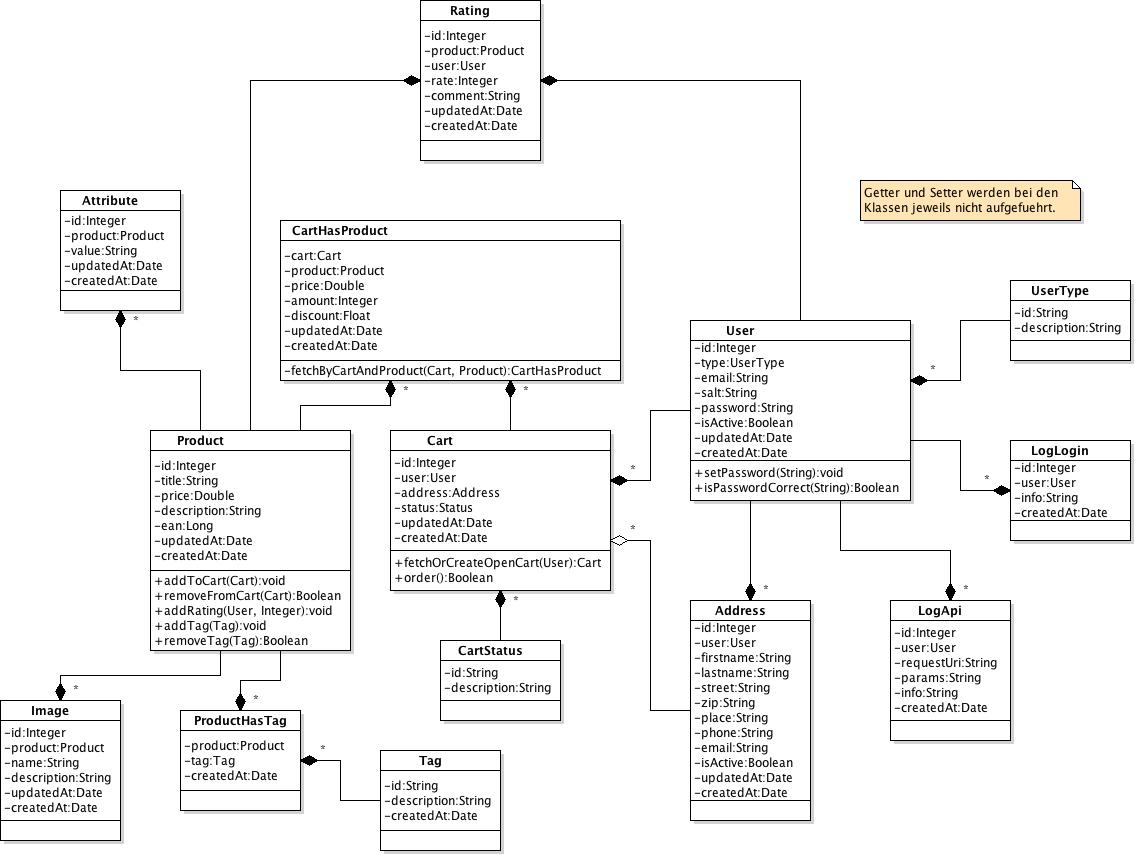 Rating
-id:Integer
-product:Product
-user:User
-rate:Integer
-comment:String
-updatedAt:Date
-createdAt:Date
Getter und Setter werden bei den
Klassen jeweils nicht aufgefuehrt.
Attribute
-id:Integer
-product:Product
-value:String
-updatedAt:Date
-createdAt:Date
*
CartHasProduct
-cart:Cart
-product:Product
-price:Double
-amount:Integer
-discount:Float
-updatedAt:Date
-createdAt:Date
-fetchByCartAndProduct(Cart, Product):CartHasProduct
*
*
User
-id:Integer
-type:UserType
-email:String
-salt:String
-password:String
-isActive:Boolean
-updatedAt:Date
-createdAt:Date
+setPassword(String):void
+isPasswordCorrect(String):Boolean
*
UserType
-id:String
-description:String
Product
-id:Integer
-title:String
-price:Double
-description:String
-ean:Long
-updatedAt:Date
-createdAt:Date
+addToCart(Cart):void
+removeFromCart(Cart):Boolean
+addRating(User, Integer):void
+addTag(Tag):void
+removeTag(Tag):Boolean
Cart
-id:Integer
-user:User
-address:Address
-status:Status
-updatedAt:Date
-createdAt:Date
+fetchOrCreateOpenCart(User):Cart
+order():Boolean
*
*
*
*
LogLogin
-id:Integer
-user:User
-info:String
-createdAt:Date
CartStatus
-id:String
-description:String
*
Address
-id:Integer
-user:User
-firstname:String
-lastname:String
-street:String
-zip:String
-place:String
-phone:String
-email:String
-isActive:Boolean
-updatedAt:Date
-createdAt:Date
*
LogApi
-id:Integer
-user:User
-requestUri:String
-params:String
-info:String
-createdAt:Date
*
Image
-id:Integer
-product:Product
-name:String
-description:String
-updatedAt:Date
-createdAt:Date
*
ProductHasTag
-product:Product
-tag:Tag
-createdAt:Date
*
Tag
-id:String
-description:String
-createdAt:Date